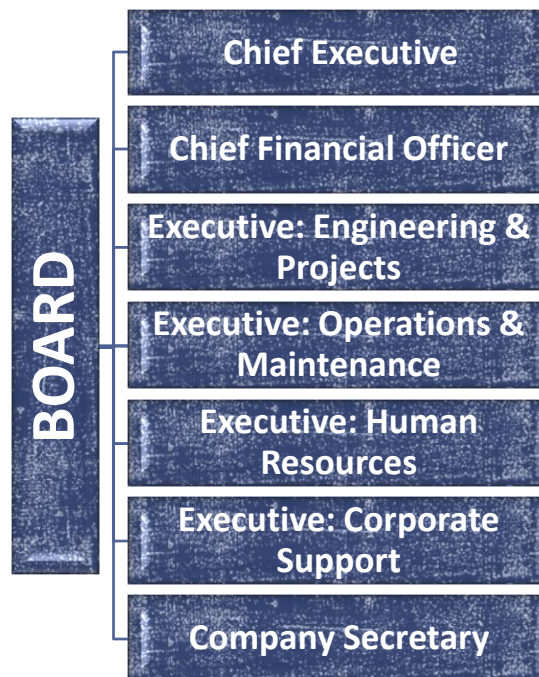 BOARD
Chief Executive
Chief Financial Officer
Executive: Engineering &
Projects
Executive: Operations &
Maintenance
Executive: Human
Resources
Executive: Corporate
Support
Company Secretary